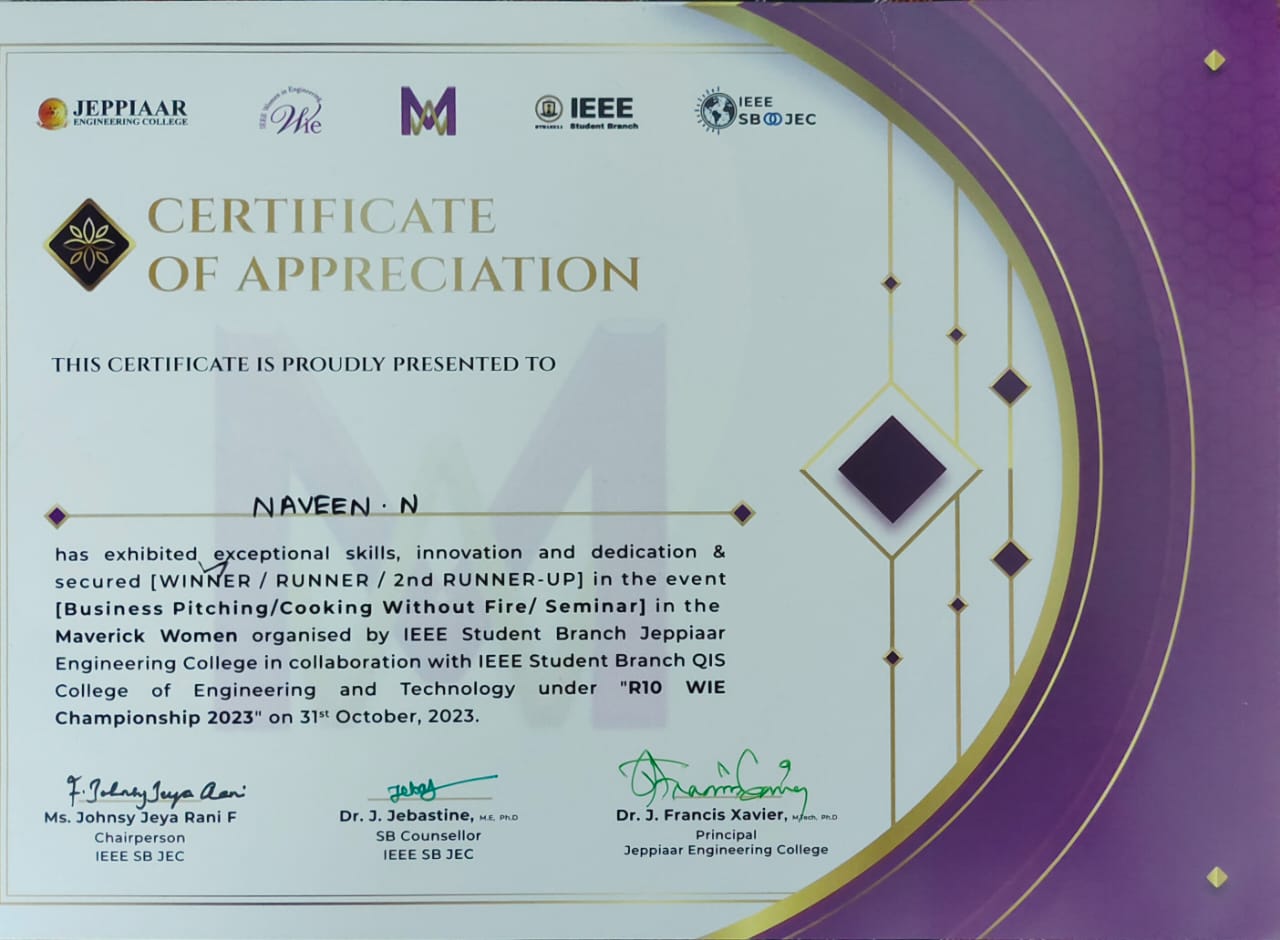 JEPPIAAR
ENGINEERING COLLEGE
IEEE Women in Engineering
Wie
M
IEEE
Student Branch
IEEE
SB JEC
CERTIFICATE
OF APPRECIATION
THIS CERTIFICATE IS PROUDLY PRESENTED TO
NAVEEN . N
has exhibited exceptional skills, innovation and dedication &
secured [WINNER / RUNNER / 2nd RUNNER-UP] in the event
[Business Pitching/Cooking Without Fire/ Seminar] in the
Maverick Women organised by IEEE Student Branch Jeppiaar
Engineering College in collaboration with IEEE Student Branch QIS
College of Engineering and Technology under "R10 WIE
Championship 2023" on 31st October, 2023.
F. Johnsy Jeya Rani
Ms. Johnsy Jeya Rani F
Chairperson
IEEE SB JEC
Jebas
Dr. J. Jebastine, M.E, Ph.D
SB Counsellor
IEEE SB JEC
Dr. J. Francis Xavier, M.Tech, Ph.D
Principal
Jeppiaar Engineering College